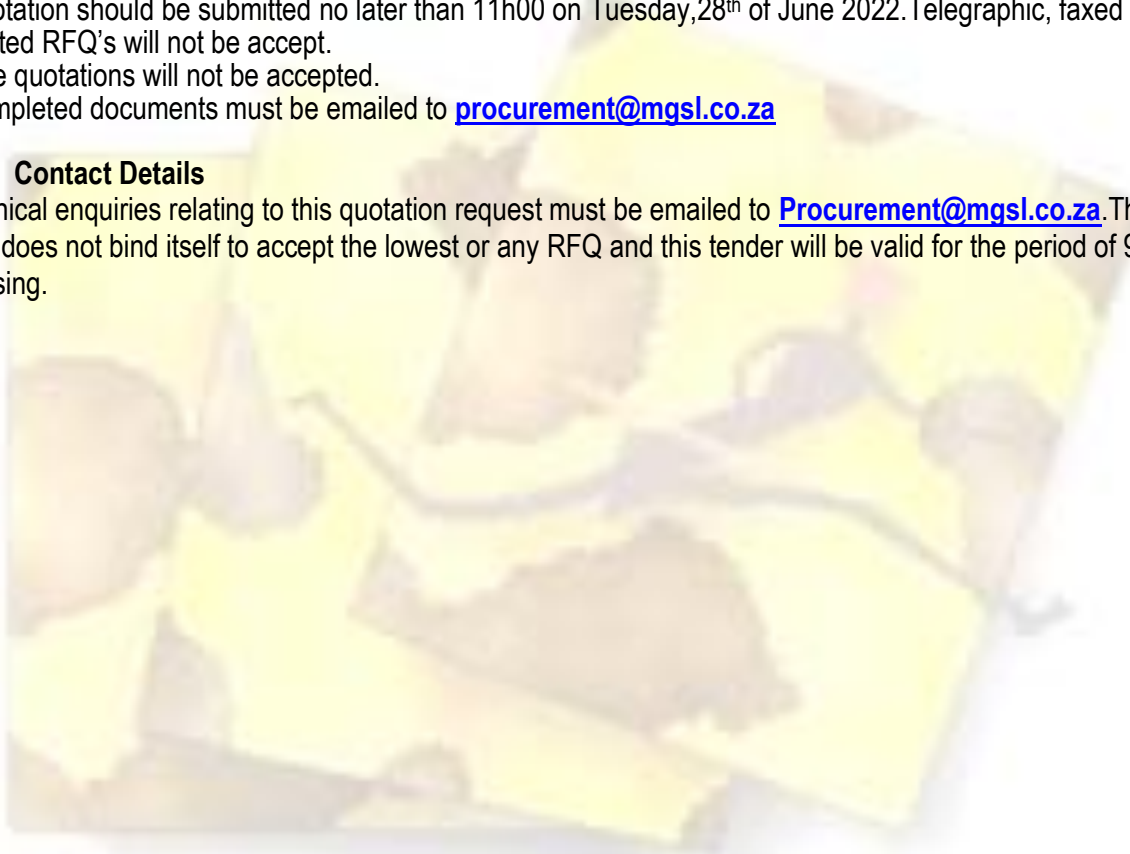 otation should be submitted no later than 11h00 on Tuesday,28th of June 2022.Telegraphic, faxed
ted RFQ’s will not be accept.
e quotations will not be accepted.
mpleted documents must be emailed to procurement@mgsl.co.za
Contact Details
nical enquiries relating to this quotation request must be emailed to Procurement@mgsl.co.za.Th
does not bind itself to accept the lowest or any RFQ and this tender will be valid for the period of 9
sing.